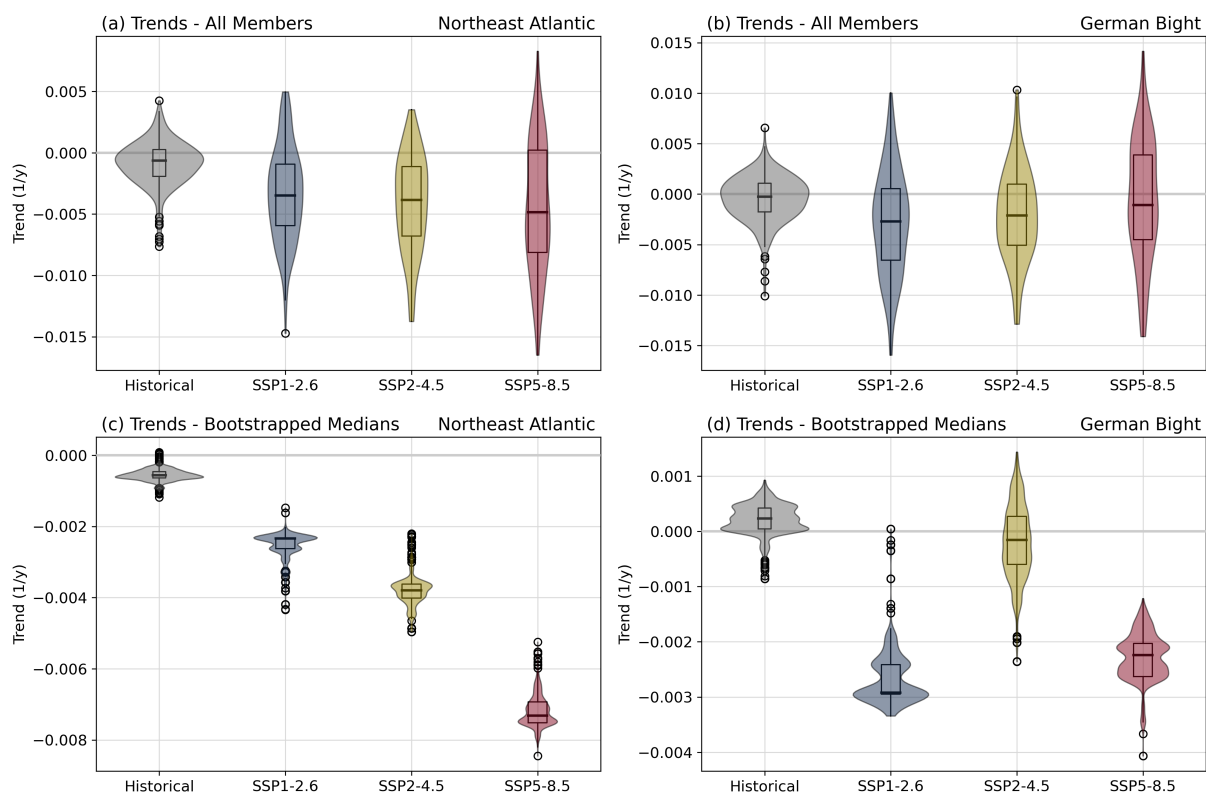 (a) Trends - All Members Northeast Atlantic
0.005
0.000
−0.005
−0.010
−0.015
Trend (1/y)
Historical SSP1-2.6 SSP2-4.5 SSP5-8.5
(b) Trends - All Members German Bight
0.015
0.010
0.005
0.000
−0.005
−0.010
−0.015
Trend (1/y)
Historical SSP1-2.6 SSP2-4.5 SSP5-8.5
(c) Trends - Bootstrapped Medians Northeast Atlantic
0.000
−0.002
−0.004
−0.006
−0.008
Trend (1/y)
Historical SSP1-2.6 SSP2-4.5 SSP5-8.5
(d) Trends - Bootstrapped Medians German Bight
0.001
0.000
−0.001
−0.002
−0.003
−0.004
Trend (1/y)
Historical SSP1-2.6 SSP2-4.5 SSP5-8.5